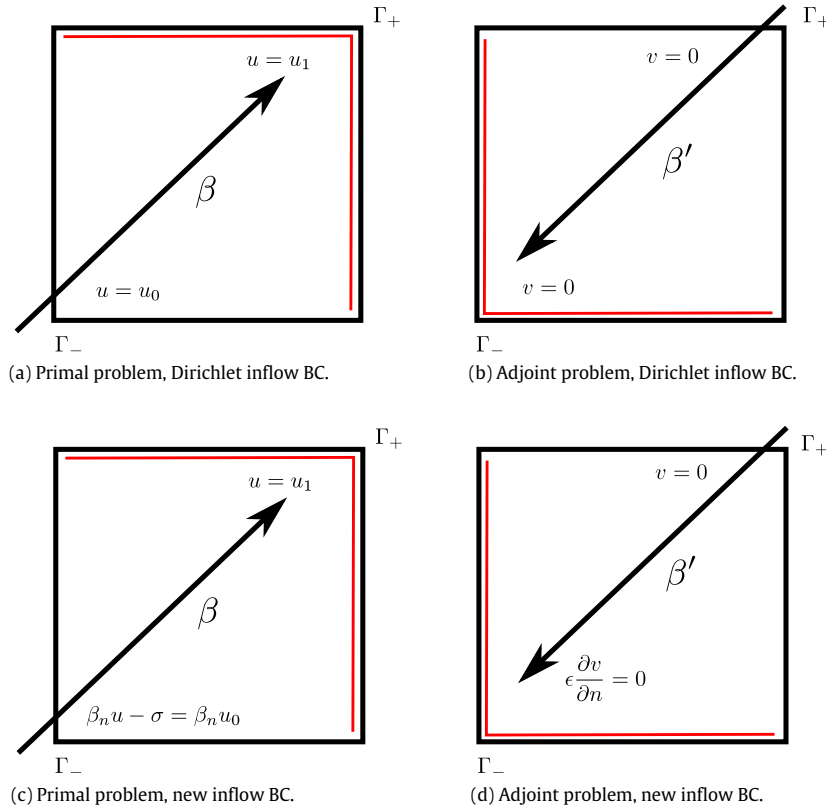 Γ₊
u = u₁
β
u = u₀
Γ₋
(a) Primal problem, Dirichlet inflow BC.
Γ₊
v = 0
β′
v = 0
Γ₋
(b) Adjoint problem, Dirichlet inflow BC.
Γ₊
u = u₁
β
βₙu − σ = βₙu₀
Γ₋
(c) Primal problem, new inflow BC.
Γ₊
v = 0
β′
ϵ ∂v/∂n = 0
Γ₋
(d) Adjoint problem, new inflow BC.